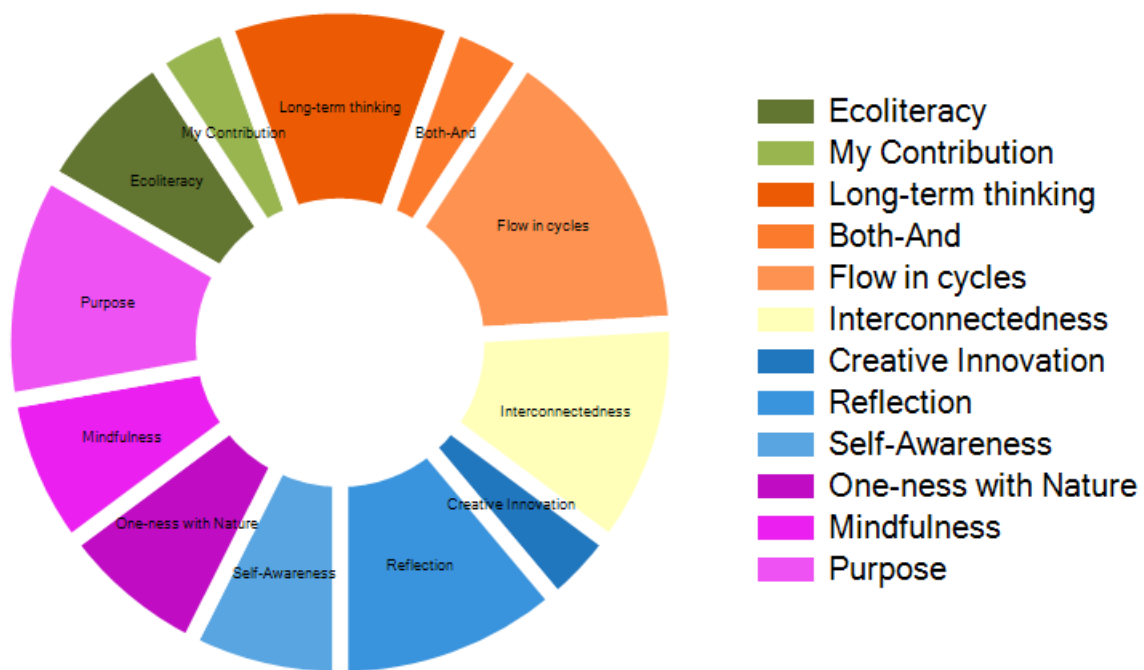 Long-term thinking
My Contribution
Both-And
Ecoliteracy
Flow in cycles
Purpose
Interconnectedness
Mindfulness
Creative Innovation
One-ness with Nature
Reflection
Self-Awareness
Ecoliteracy
My Contribution
Long-term thinking
Both-And
Flow in cycles
Interconnectedness
Creative Innovation
Reflection
Self-Awareness
One-ness with Nature
Mindfulness
Purpose